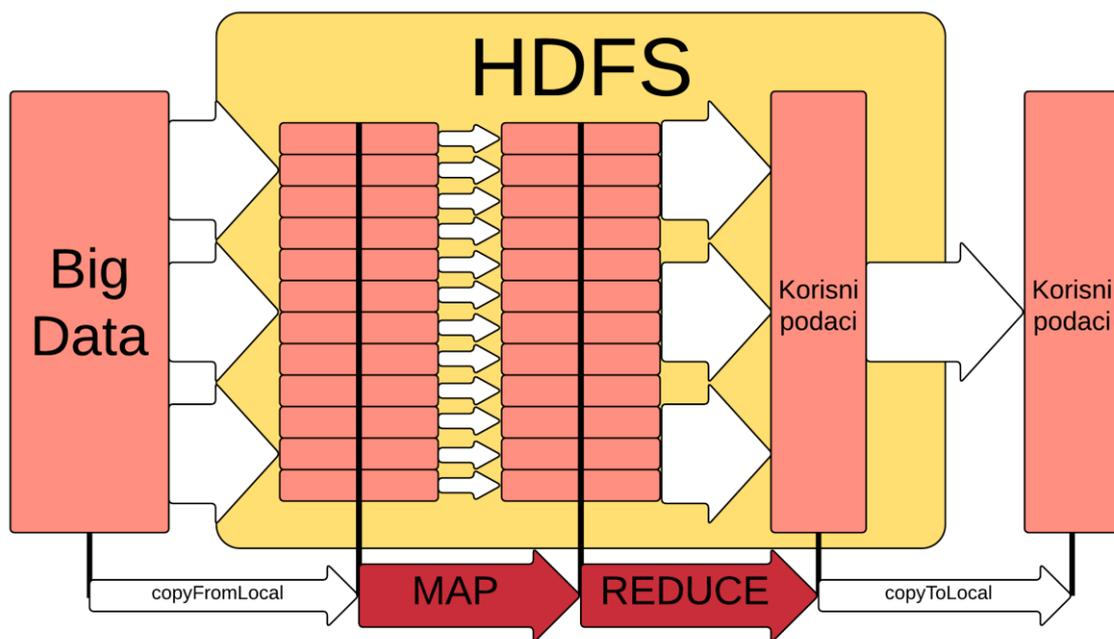 HDFS
Big
Data
Korisni
podaci
Korisni
podaci
copyFromLocal
MAP
REDUCE
copyToLocal